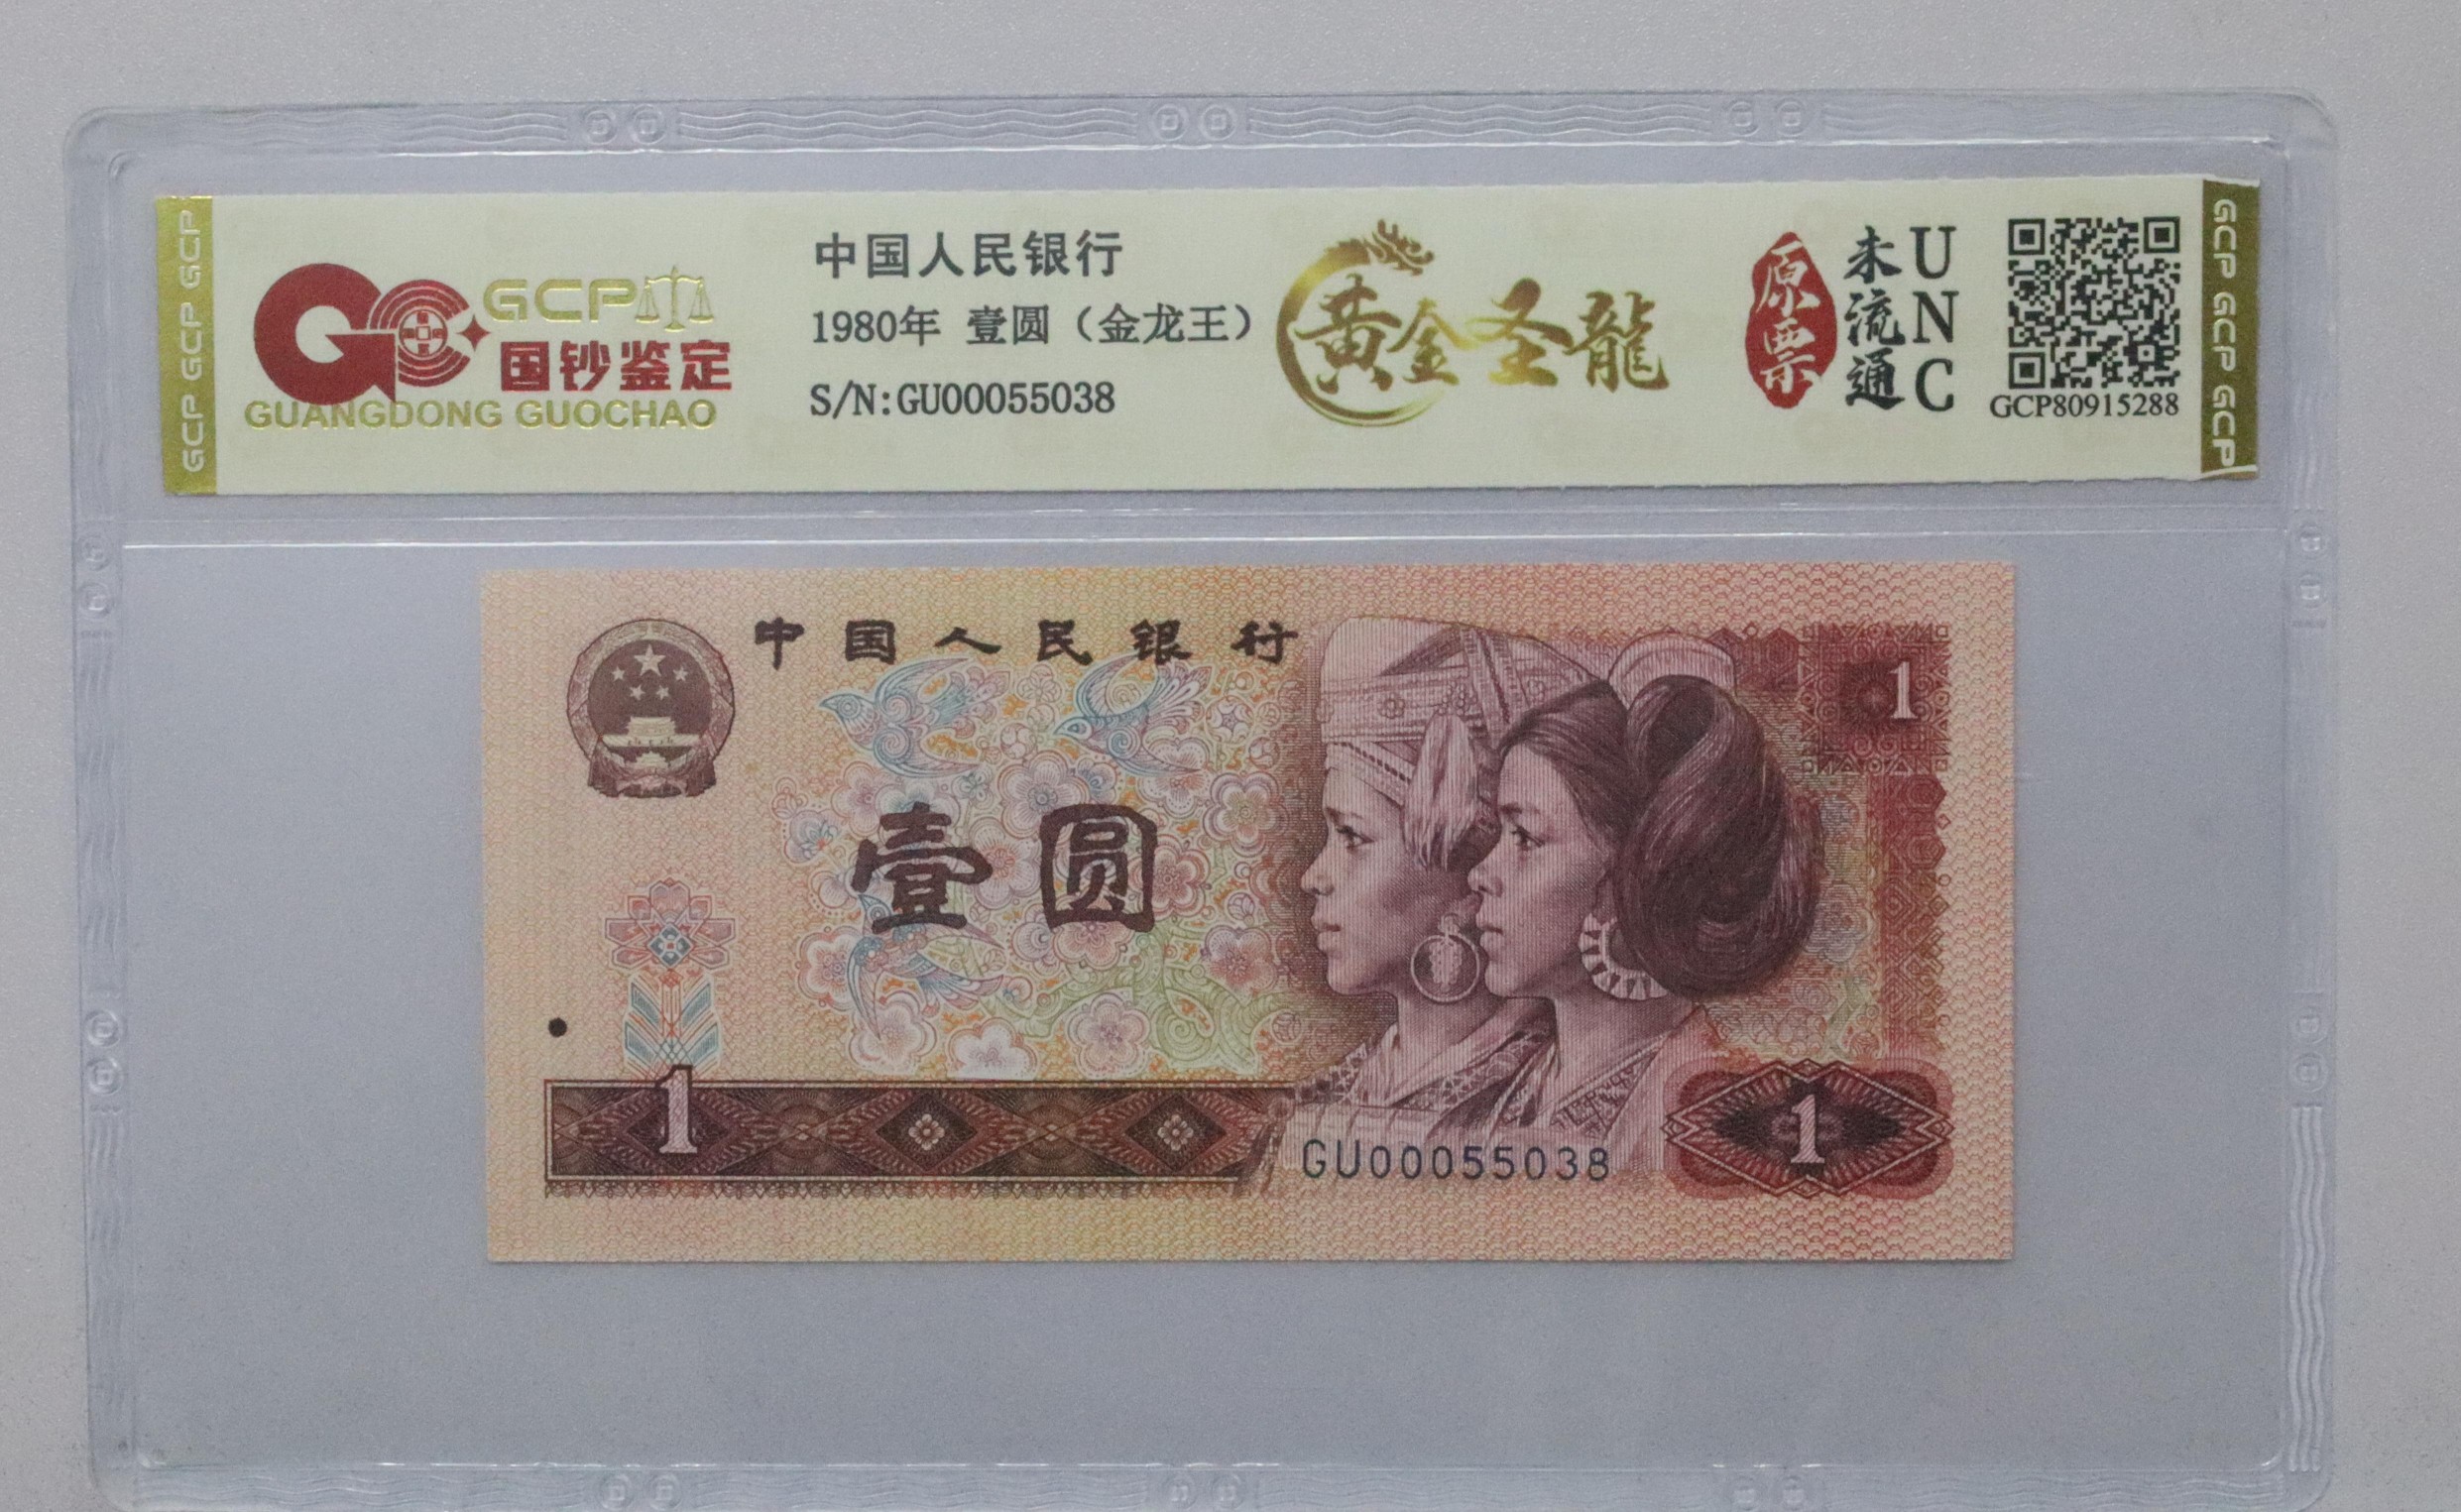 GCP GCP GCP
GCP
国钞鉴定
GUANGDONG GUOCHAO
中国人民银行
1980年 壹圆（金龙王）
S/N:GU00055038
黄金圣龍
原票
未流通
UNC
GCP80915288
GCP GCP GCP
中国人民银行
1
壹圆
1
GU00055038
1